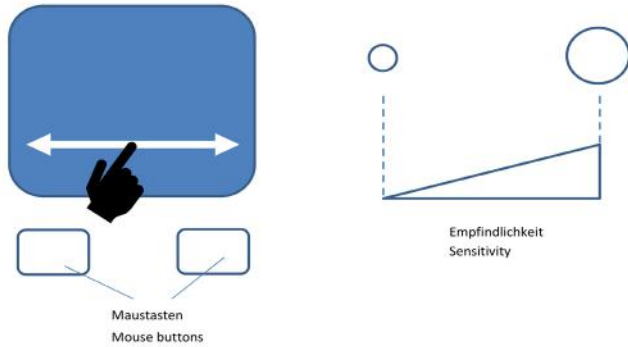 Empfindlichkeit
Sensitivity
Maustasten
Mouse buttons